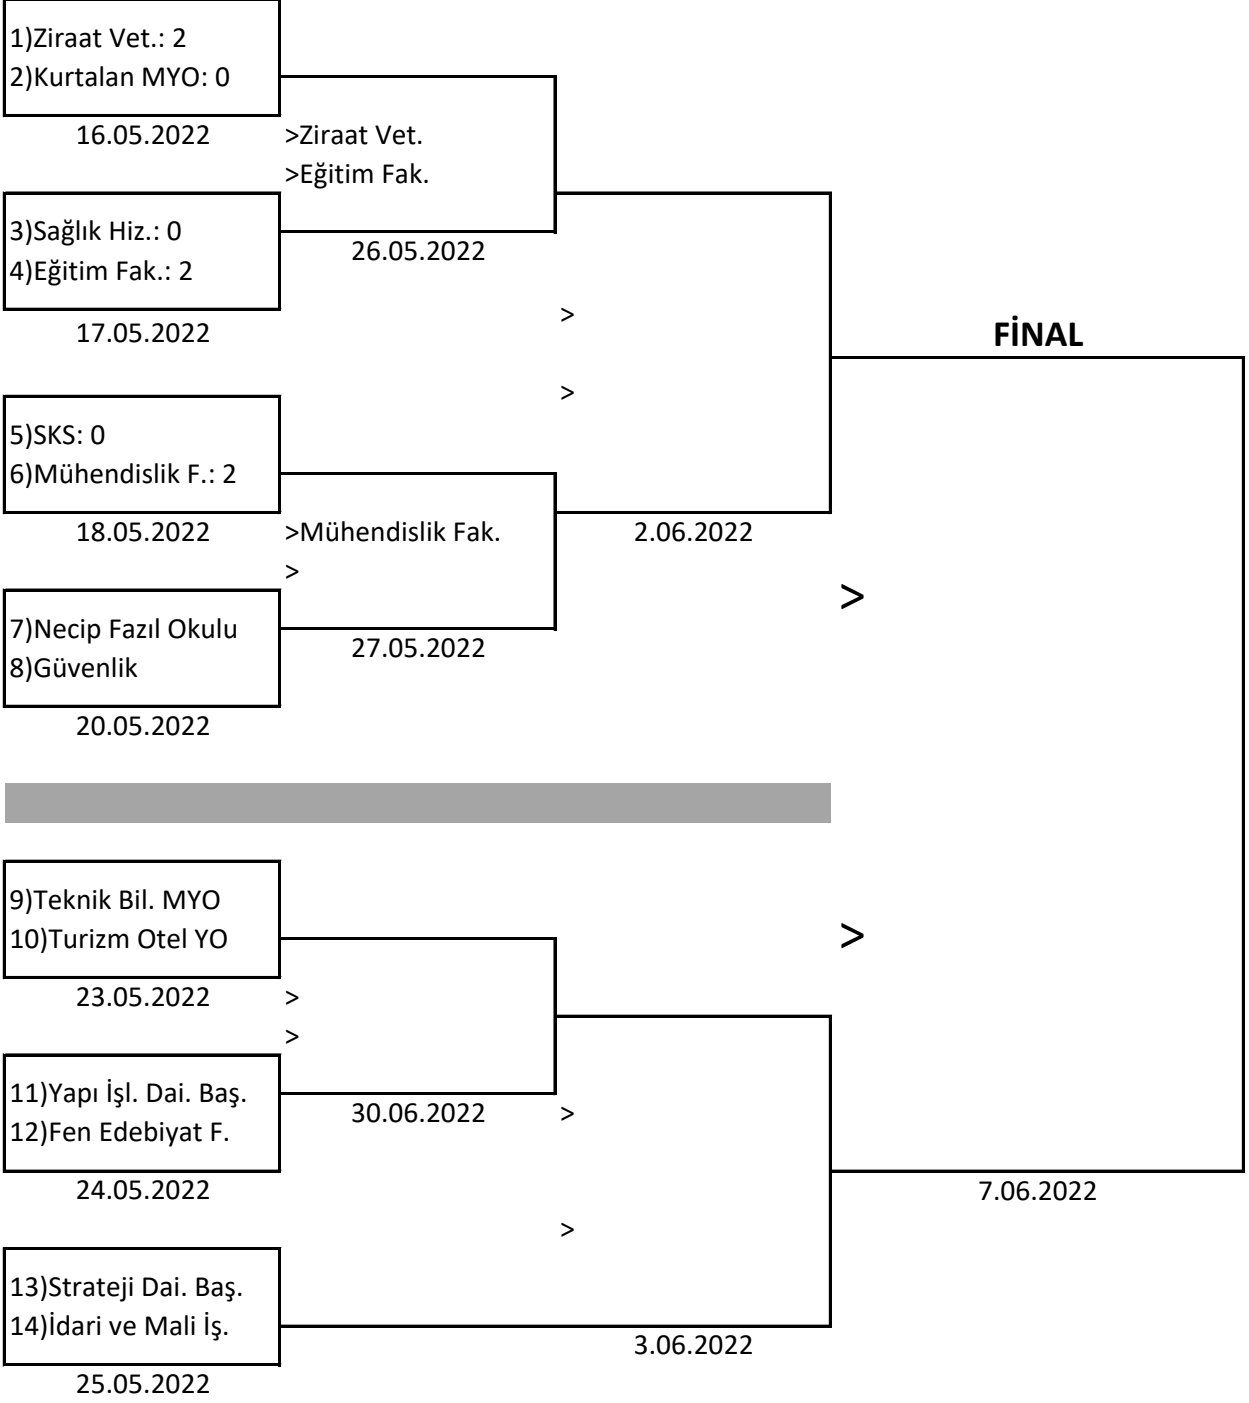 1)Ziraat Vet.: 2
2)Kurtalan MYO: 0
16.05.2022
>Ziraat Vet.
>Eğitim Fak.
3)Sağlık Hiz.: 0
4)Eğitim Fak.: 2
26.05.2022
17.05.2022
>
FİNAL
>
5)SKS: 0
6)Mühendislik F.: 2
18.05.2022
>Mühendislik Fak.
2.06.2022
>
>
7)Necip Fazıl Okulu
8)Güvenlik
27.05.2022
20.05.2022
9)Teknik Bil. MYO
10)Turizm Otel YO
>
23.05.2022
>
>
11)Yapı İşl. Dai. Baş.
12)Fen Edebiyat F.
30.06.2022
>
24.05.2022
7.06.2022
>
13)Strateji Dai. Baş.
14)İdari ve Mali İş.
3.06.2022
25.05.2022